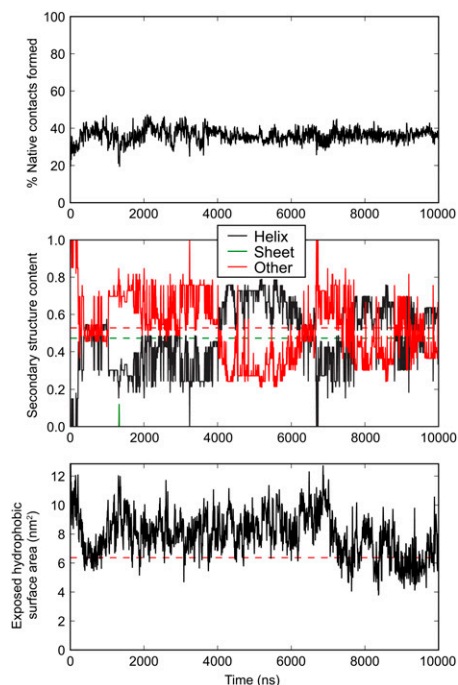 100
80
60
40
20
0
% Native contacts formed
0 2000 4000 6000 8000 10000
1.0
0.8
0.6
0.4
0.2
0.0
Secondary structure content
Helix
Sheet
Other
0 2000 4000 6000 8000 10000
12
10
8
6
4
2
0
Exposed hydrophobic
surface area (nm²)
0 2000 4000 6000 8000 10000
Time (ns)